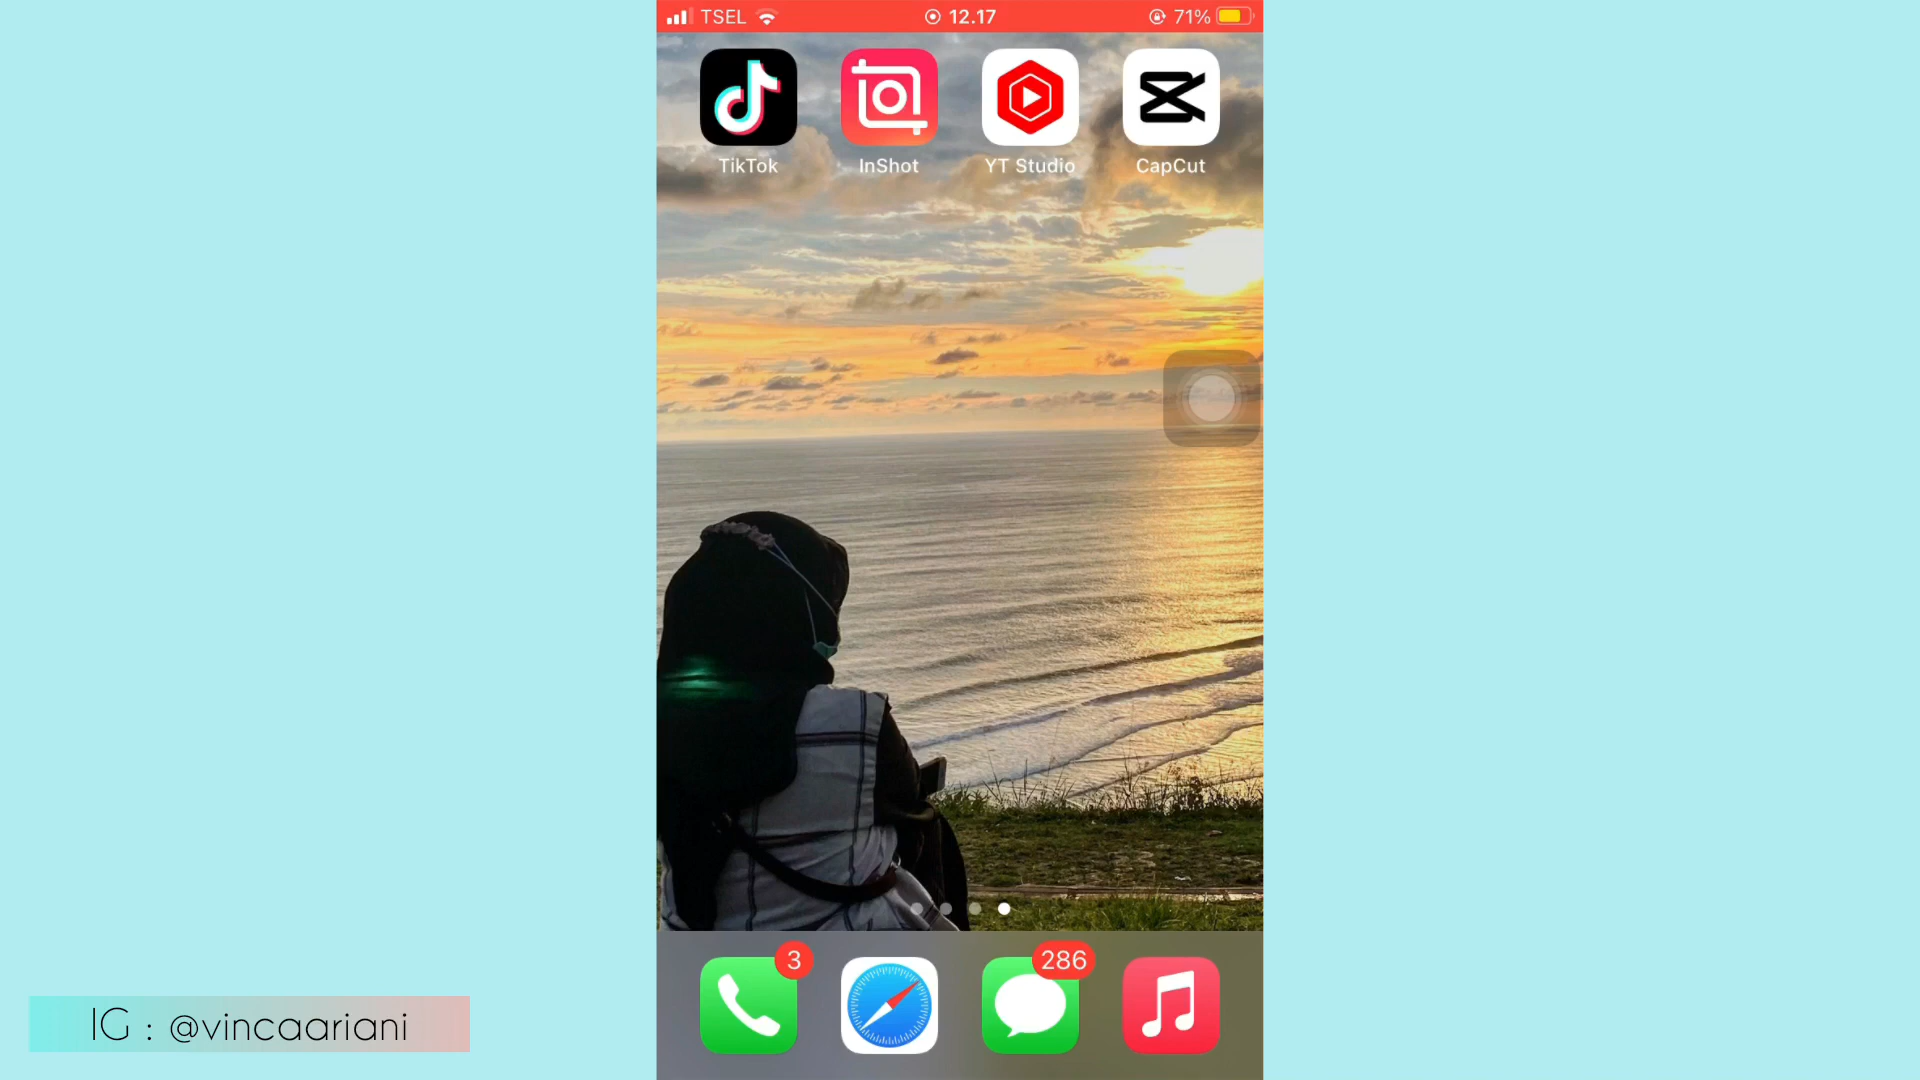 TSEL 12.17 71%
TikTok InShot YT Studio CapCut
3 286
IG : @vincaariani